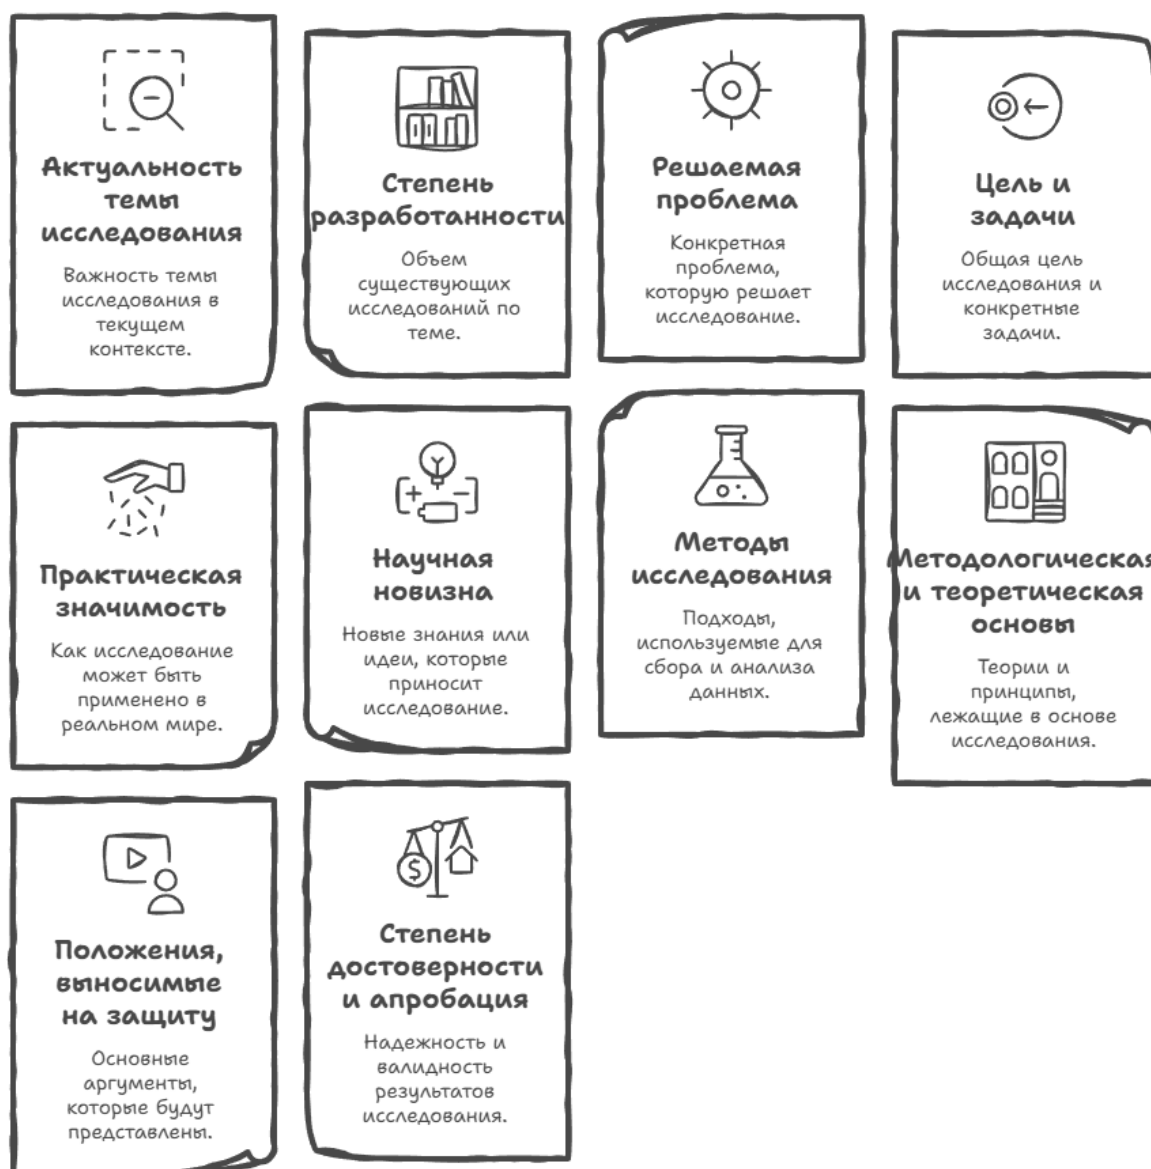 Актуальность
темы
исследования
Важность темы
исследования в
текущем
контексте.
Степень
разработанности
Объем
существующих
исследований по
теме.
Решаемая
проблема
Конкретная
проблема,
которую решает
исследование.
Цель и
задачи
Общая цель
исследования и
конкретные
задачи.
Практическая
значимость
Как исследование
может быть
применено в
реальном мире.
Научная
новизна
Новые знания или
идеи, которые
приносит
исследование.
Методы
исследования
Подходы,
используемые для
сбора и анализа
данных.
Методологическая
и теоретическая
основы
Теории и
принципы,
лежащие в основе
исследования.
Положения,
выносимые
на защиту
Основные
аргументы,
которые будут
представлены.
$
Степень
достоверности
и апробация
Надежность и
валидность
результатов
исследования.